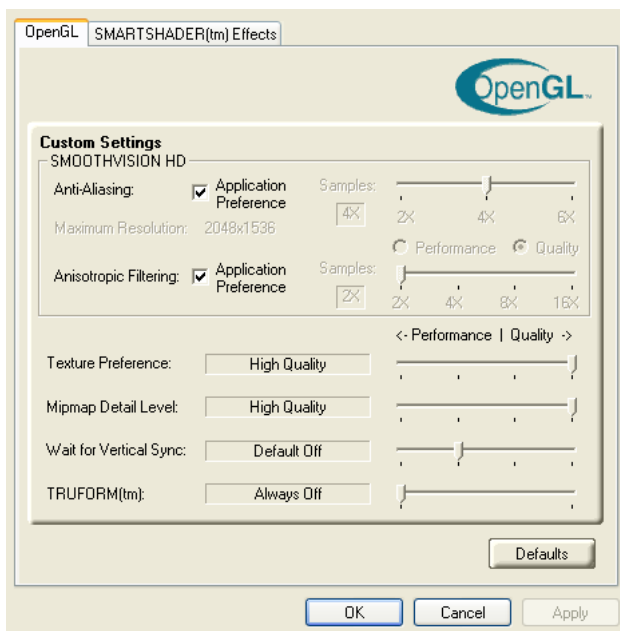 OpenGL SMARTSHADER(tm) Effects
OpenGL™
Custom Settings
SMOOTHVISION HD
Anti-Aliasing: Application Preference Samples: 4X 2X 4X 6X
Maximum Resolution: 2048x1536
Performance Quality
Anisotropic Filtering: Application Preference Samples: 2X 2X 4X 8X 16X
<- Performance | Quality ->
Texture Preference: High Quality
Mipmap Detail Level: High Quality
Wait for Vertical Sync: Default Off
TRUFORM(tm): Always Off
Defaults
OK Cancel Apply